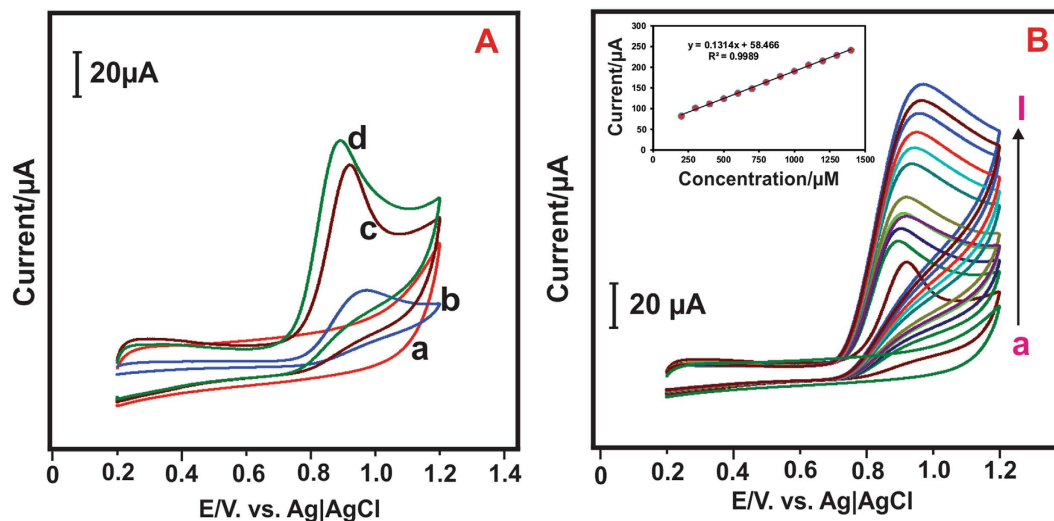 A
20µA
Current/µA
d
c
b
a
0 0.2 0.4 0.6 0.8 1.0 1.2 1.4
E/V. vs. Ag|AgCl
B
300
250
200
150
100
50
0
Current/µA
y = 0.1314x + 58.466
R² = 0.9989
0 250 500 750 1000 1250 1500
Concentration/µM
l
a
20 µA
Current/µA
0 0.2 0.4 0.6 0.8 1.0 1.2
E/V. vs. Ag|AgCl